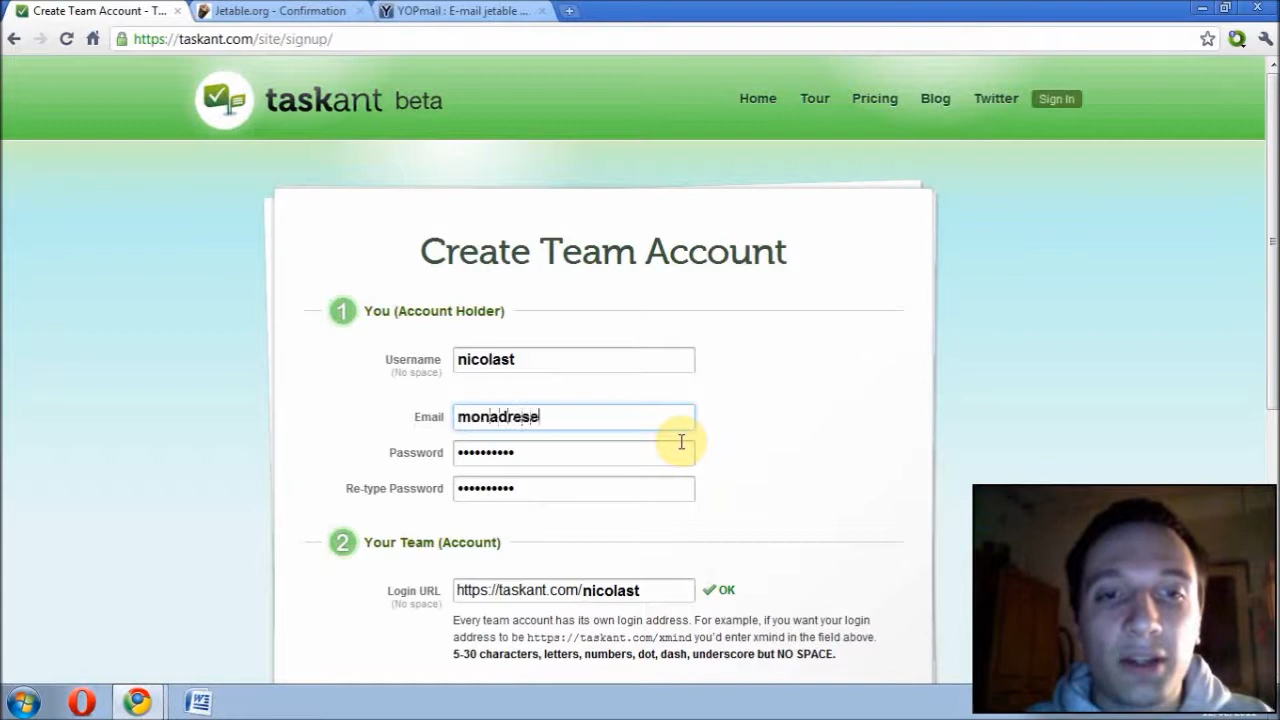 Create Team Account - T...
Jetable.org - Confirmation
YOPmail : E-mail jetable ...
https://taskant.com/site/signup/
taskant beta
Home Tour Pricing Blog Twitter Sign In
Create Team Account
1 You (Account Holder)
Username nicolast
(No space)
Email monadrese
Password ••••••••••
Re-type Password ••••••••••
2 Your Team (Account)
Login URL https://taskant.com/nicolast OK
(No space)
Every team account has its own login address. For example, if you want your login
address to be https://taskant.com/xmind you'd enter xmind in the field above.
5-30 characters, letters, numbers, dot, dash, underscore but NO SPACE.